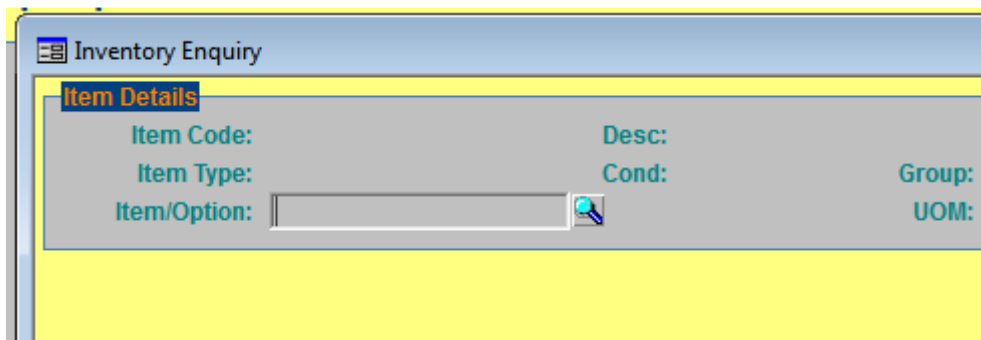 Inventory Enquiry
Item Details
Item Code: Desc:
Item Type: Cond: Group:
Item/Option: UOM: